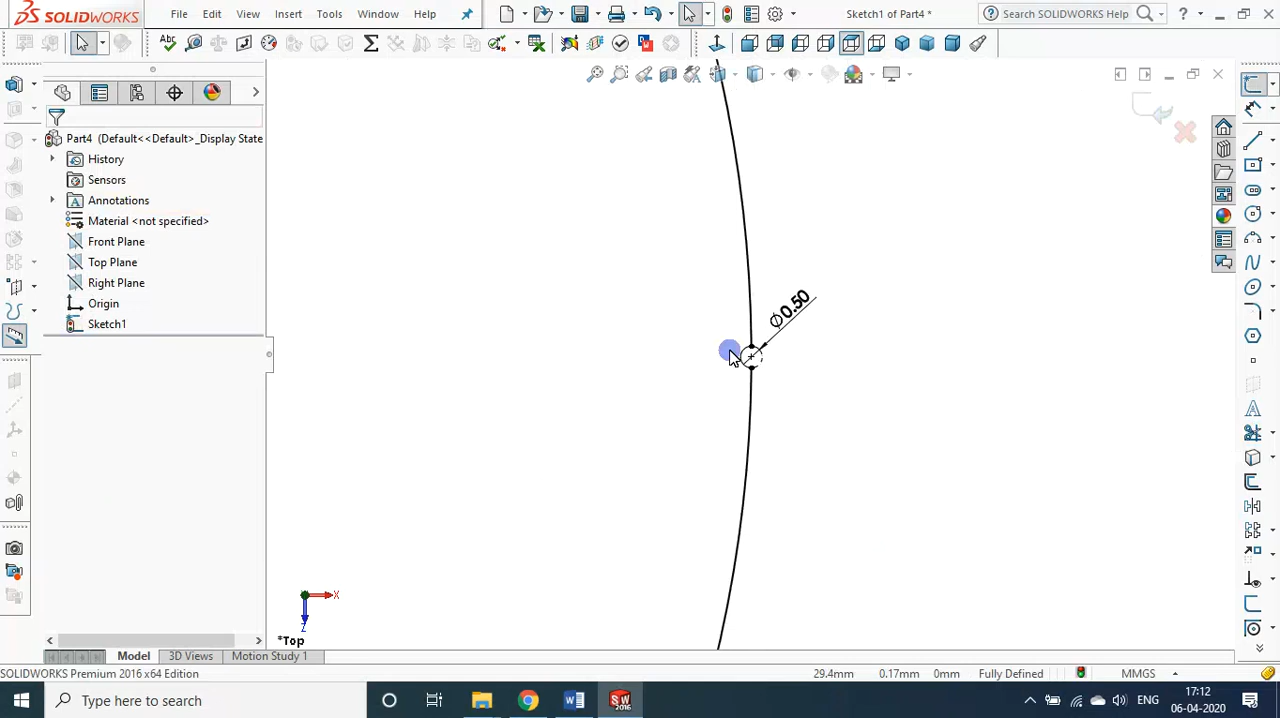 SOLIDWORKS File Edit View Insert Tools Window Help Sketch1 of Part4 * Search SOLIDWORKS Help
Part4 (Default<<Default>_Display State
History
Sensors
Annotations
Material <not specified>
Front Plane
Top Plane
Right Plane
Origin
Sketch1
∅0.50
X
Z
*Top
Model 3D Views Motion Study 1
SOLIDWORKS Premium 2016 x64 Edition 29.4mm 0.17mm 0mm Fully Defined MMGS
Type here to search
ENG
17:12
06-04-2020
SW
2016